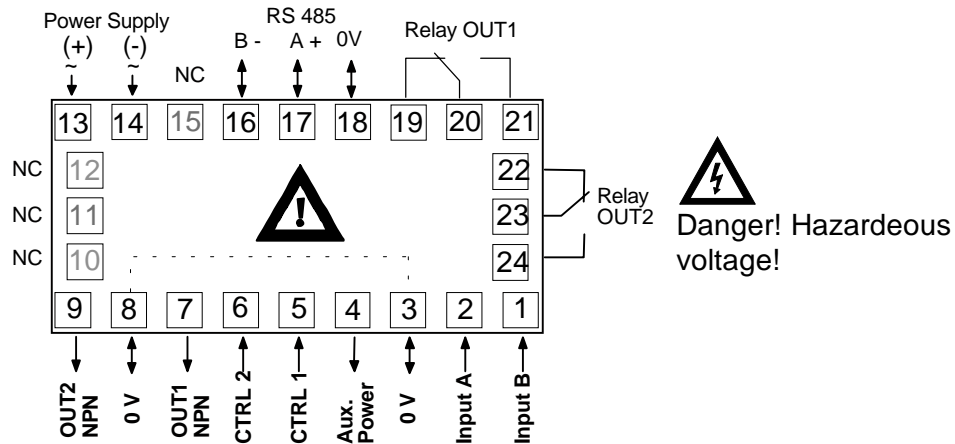 Power Supply
RS 485
(+) (-)
B - A + 0V
Relay OUT1
~ ~
NC
13 14 15 16 17 18 19 20 21
NC 12
22
NC 11
23
Relay
OUT2
NC 10
24
Danger! Hazardeous
voltage!
9 8 7 6 5 4 3 2 1
OUT2
NPN
0 V
OUT1
NPN
CTRL 2
CTRL 1
Aux.
Power
0 V
Input A
Input B